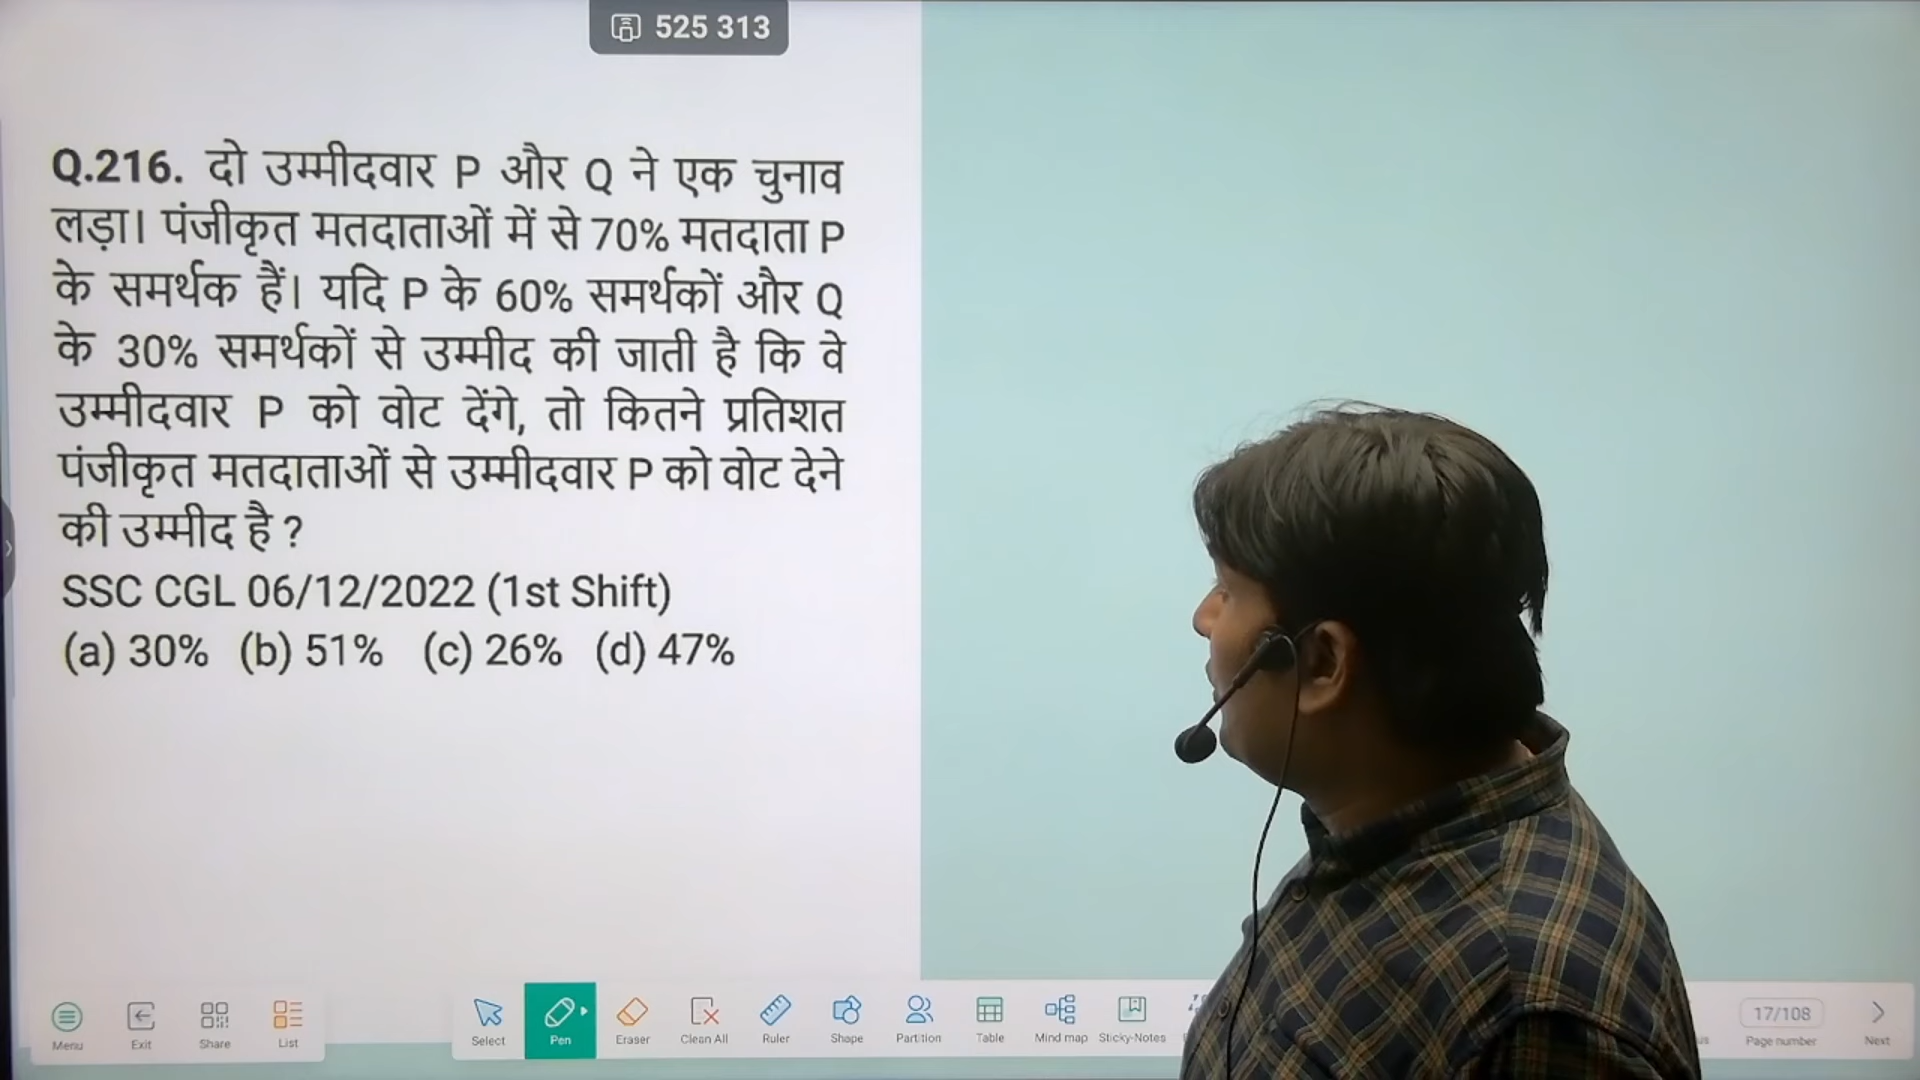 525 313
Q.216. दो उम्मीदवार P और Q ने एक चुनाव
लड़ा। पंजीकृत मतदाताओं में से 70% मतदाता P
के समर्थक हैं। यदि P के 60% समर्थकों और Q
के 30% समर्थकों से उम्मीद की जाती है कि वे
उम्मीदवार P को वोट देंगे, तो कितने प्रतिशत
पंजीकृत मतदाताओं से उम्मीदवार P को वोट देने
की उम्मीद है ?
SSC CGL 06/12/2022 (1st Shift)
(a) 30% (b) 51% (c) 26% (d) 47%
Menu Exit Share List Select Pen Eraser Clean All Ruler Shape Partition Table Mind map Sticky-Notes 17/108 Page number Next